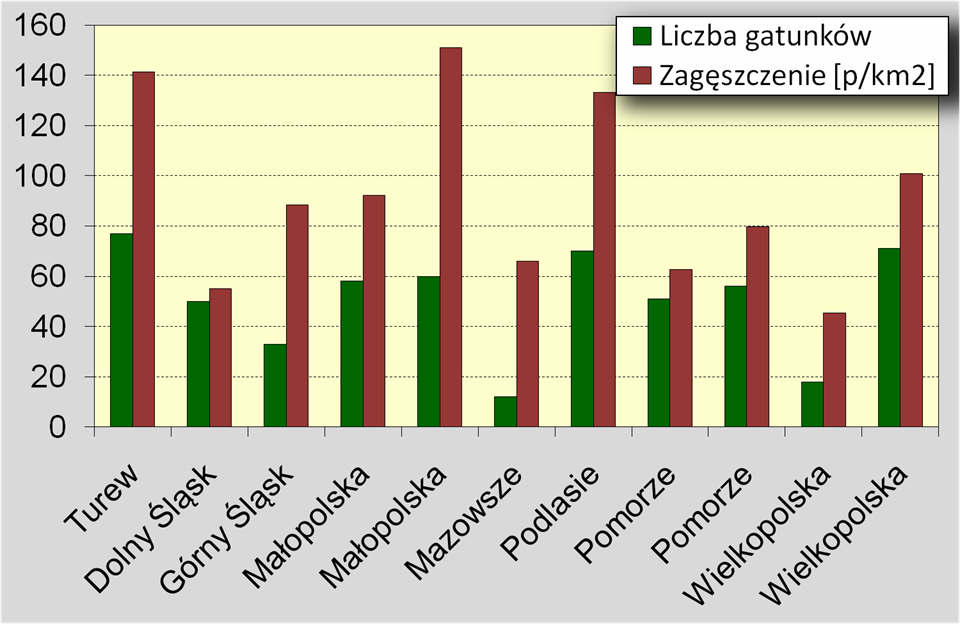 160
140
120
100
80
60
40
20
0
Liczba gatunków
Zagęszczenie [p/km2]
Turew
Dolny Śląsk
Górny Śląsk
Małopolska
Małopolska
Mazowsze
Podlasie
Pomorze
Pomorze
Wielkopolska
Wielkopolska